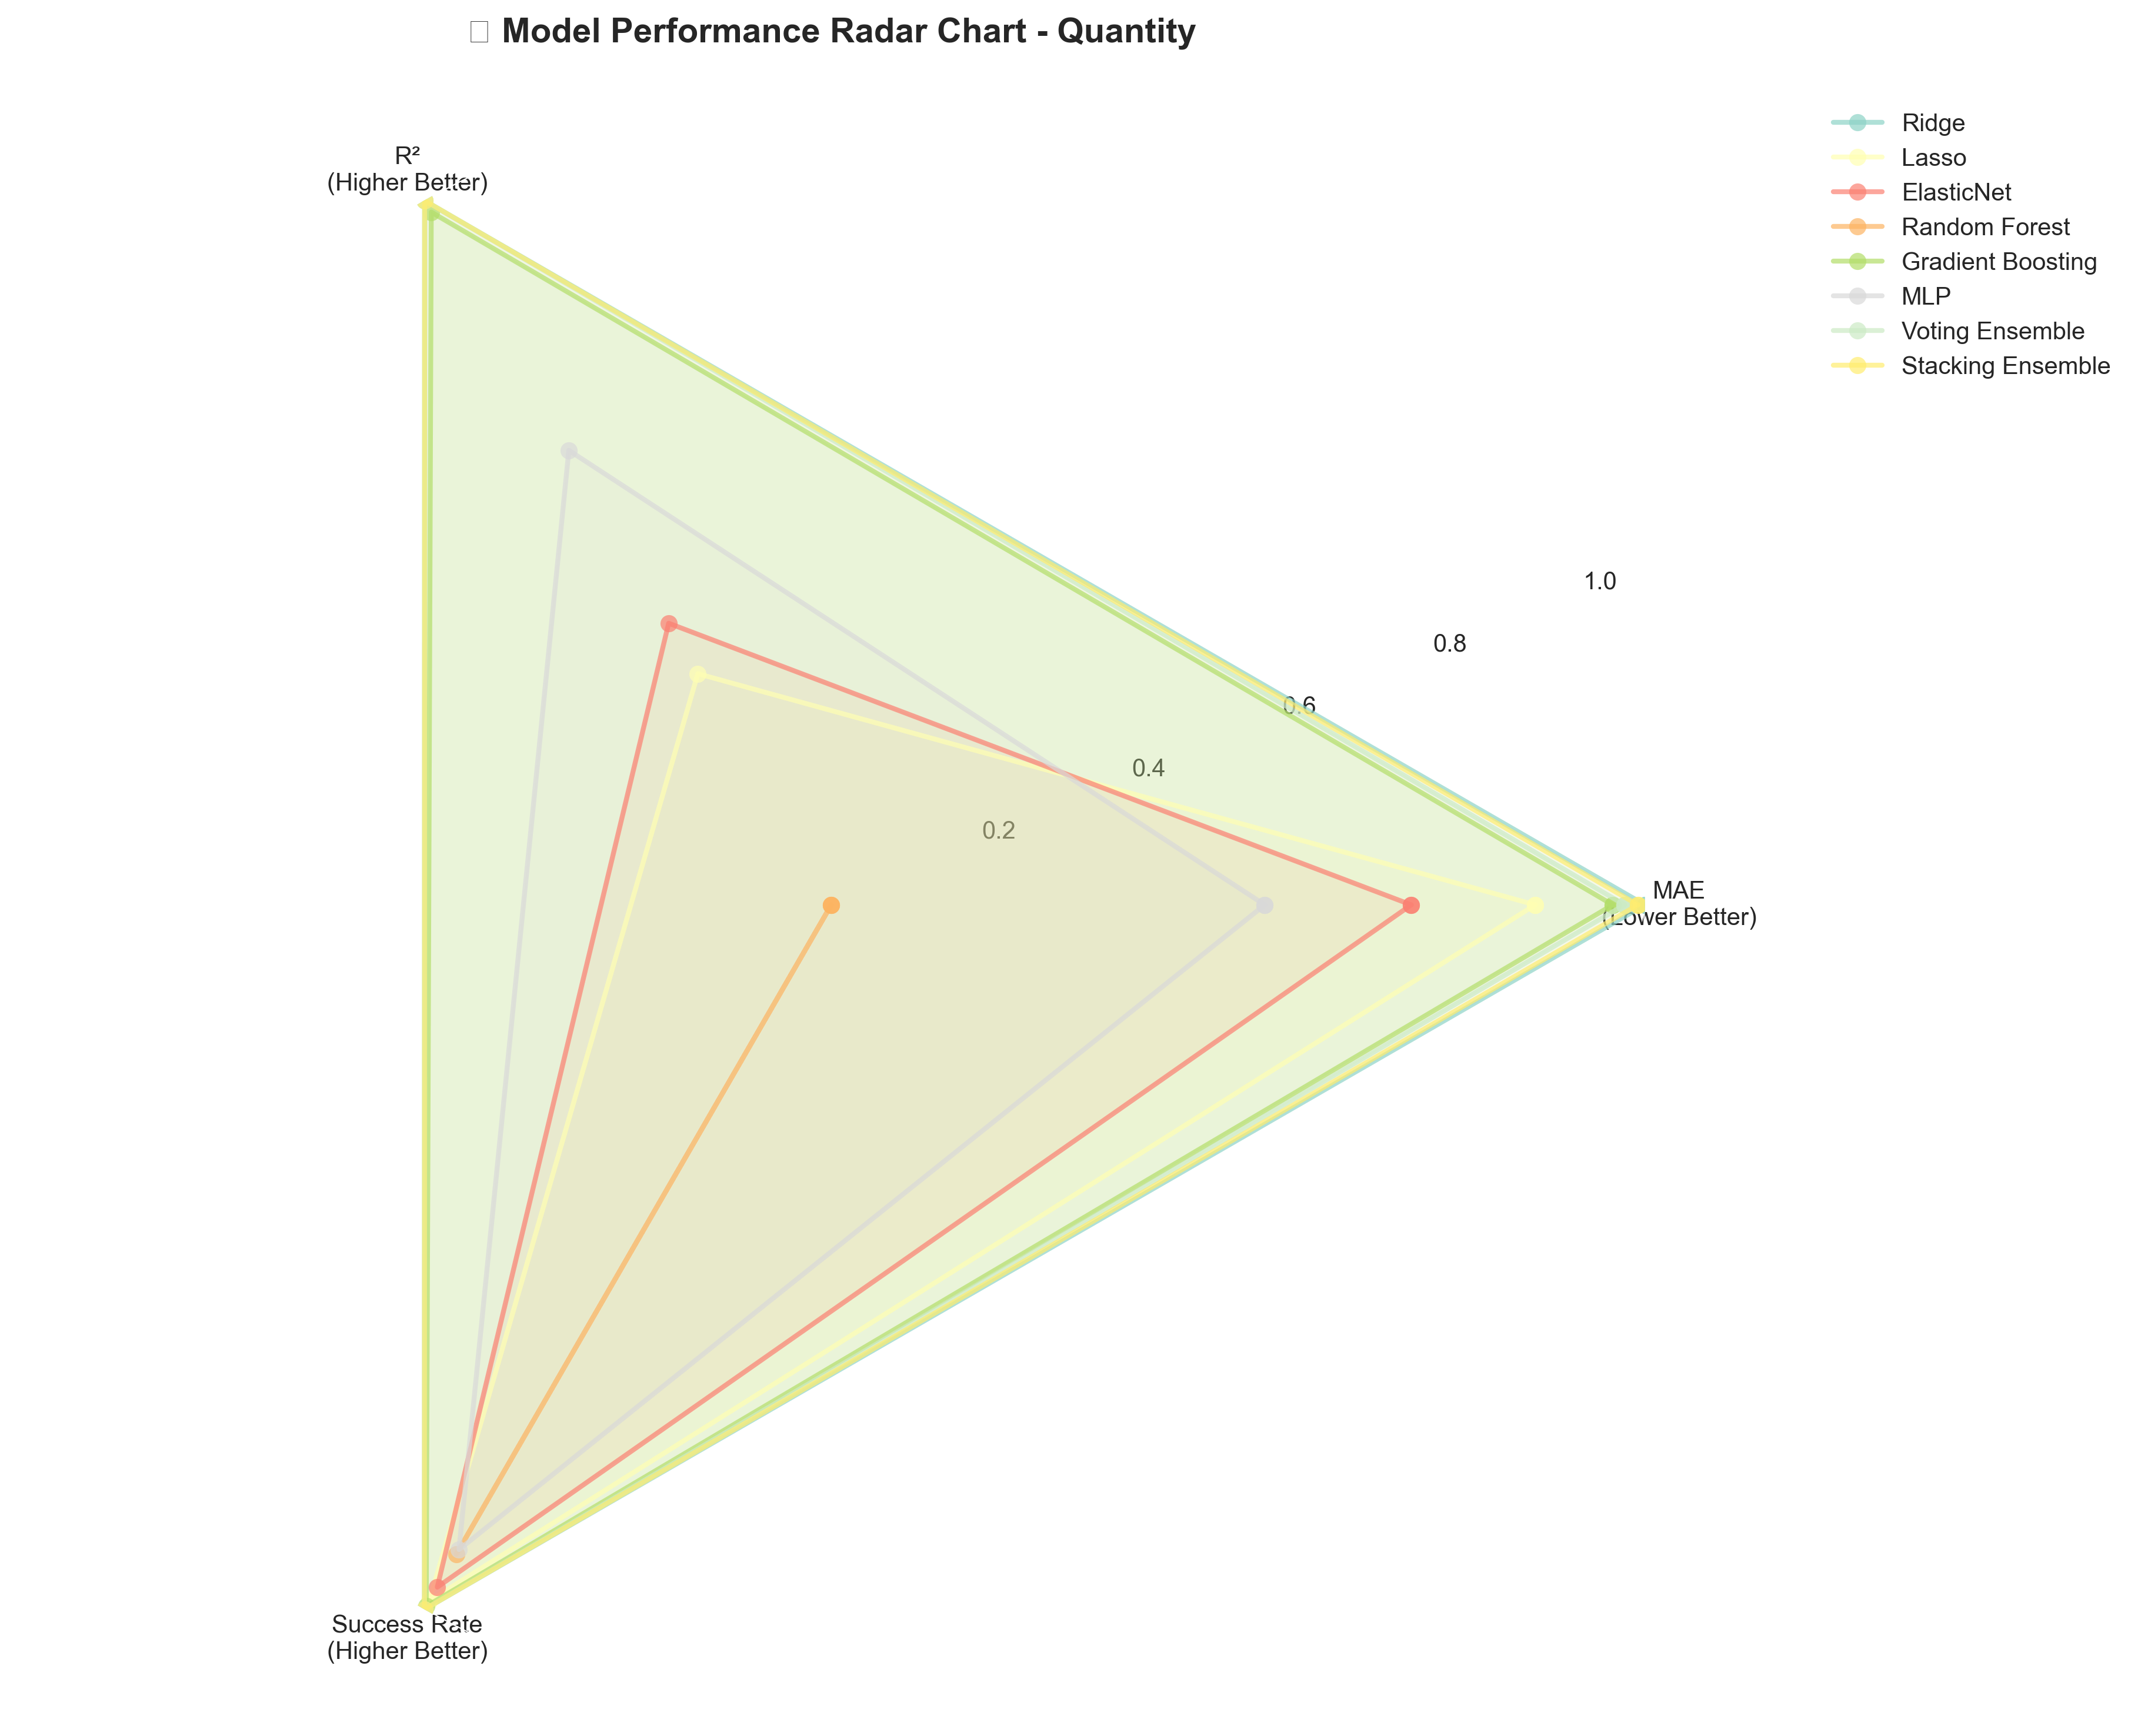 Model Performance Radar Chart - Quantity
R²
(Higher Better)
Ridge
Lasso
ElasticNet
Random Forest
Gradient Boosting
MLP
Voting Ensemble
Stacking Ensemble
1.0
0.8
0.6
0.4
0.2
MAE
(Lower Better)
Success Rate
(Higher Better)